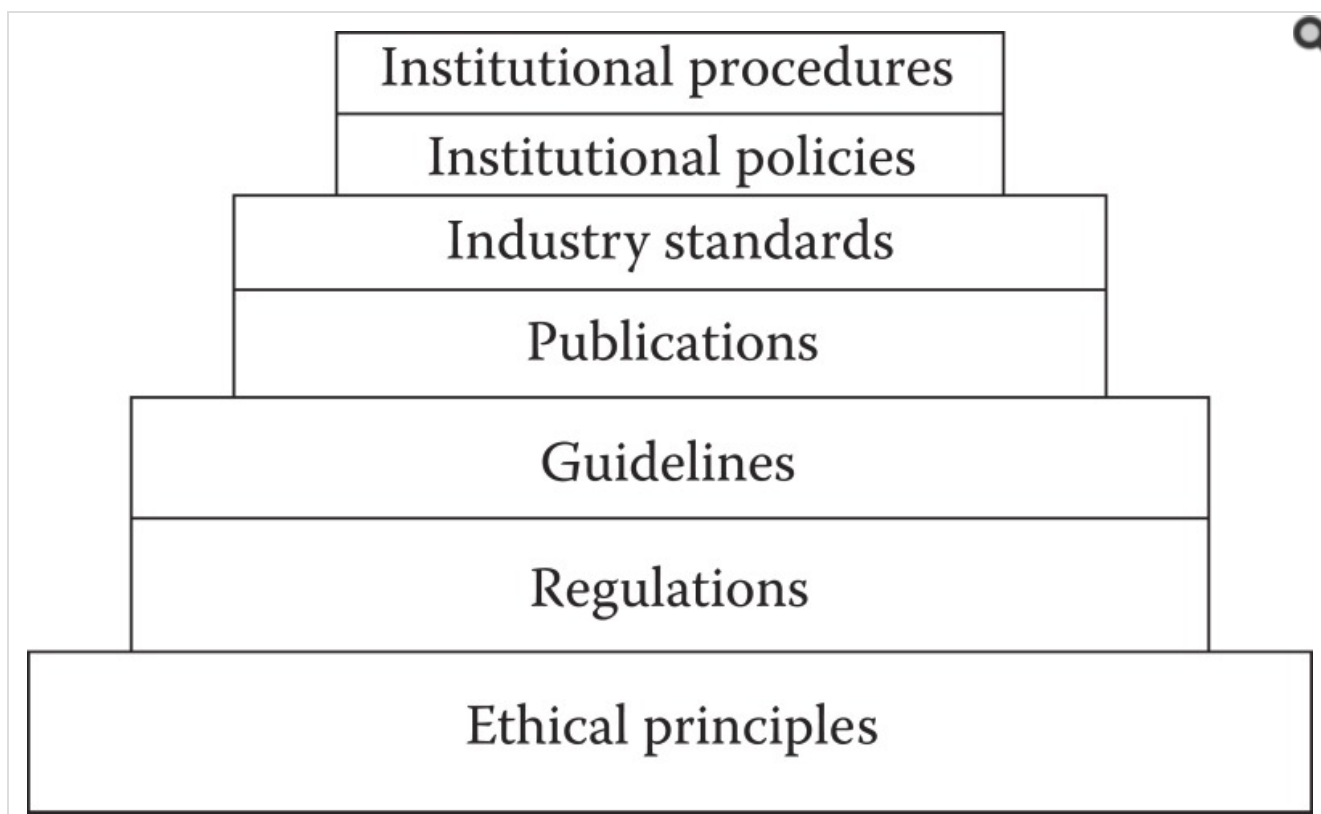 Institutional procedures
Institutional policies
Industry standards
Publications
Guidelines
Regulations
Ethical principles